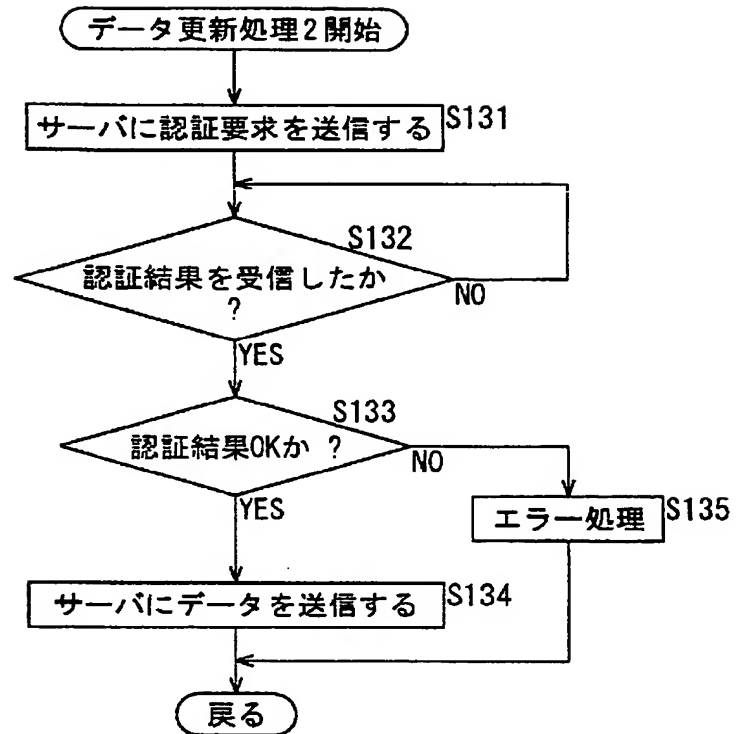 データ更新処理2開始
サーバに認証要求を送信する
S131
S132
認証結果を受信したか
?
NO
YES
S133
認証結果OKか ?
NO
YES
エラー処理
S135
サーバにデータを送信する
S134
戻る